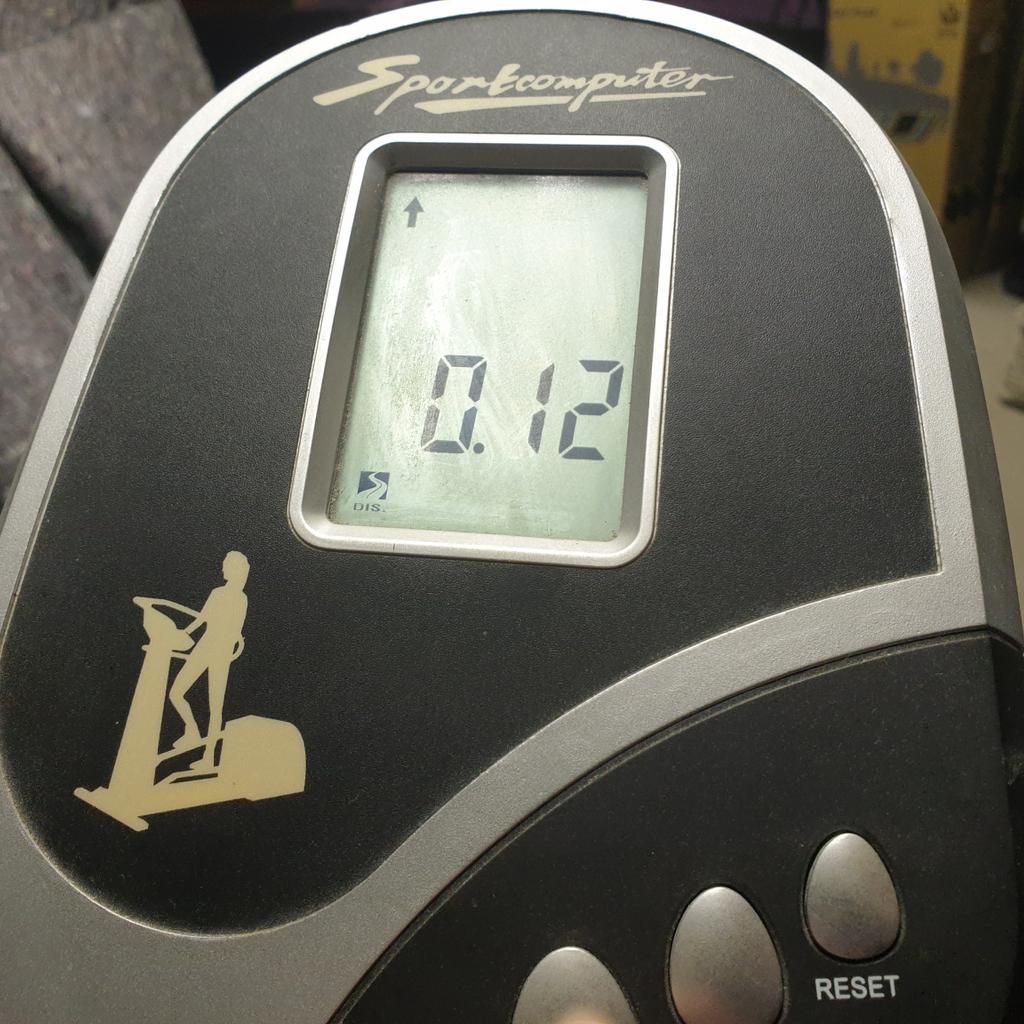 Sportcomputer
0.12
DIS.
RESET